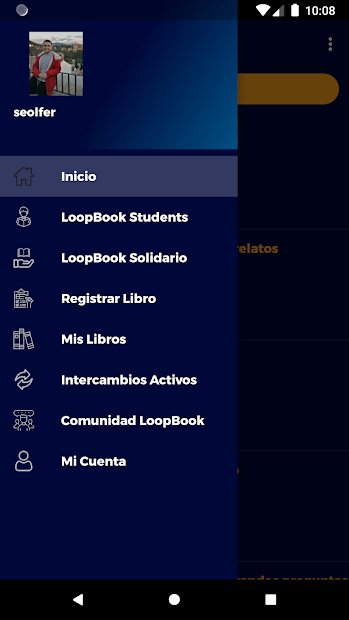 10:08
seolfer
Inicio
LoopBook Students
LoopBook Solidario
relatos
Registrar Libro
Mis Libros
Intercambios Activos
Comunidad LoopBook
Mi Cuenta